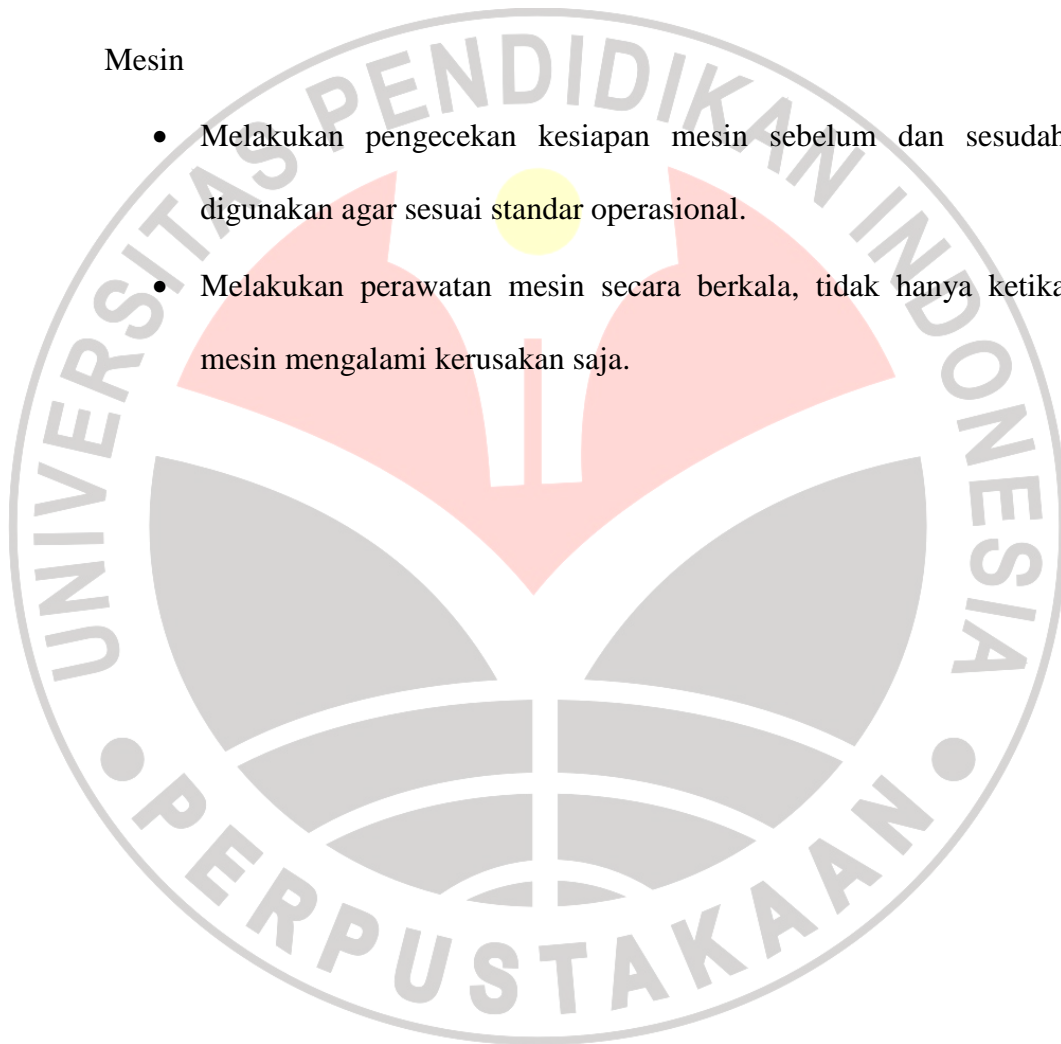 Mesin
• Melakukan pengecekan kesiapan mesin sebelum dan sesudah
digunakan agar sesuai standar operasional.
• Melakukan perawatan mesin secara berkala, tidak hanya ketika
mesin mengalami kerusakan saja.
UNIVERSITAS PENDIDIKAN INDONESIA
PERPUSTAKAAN